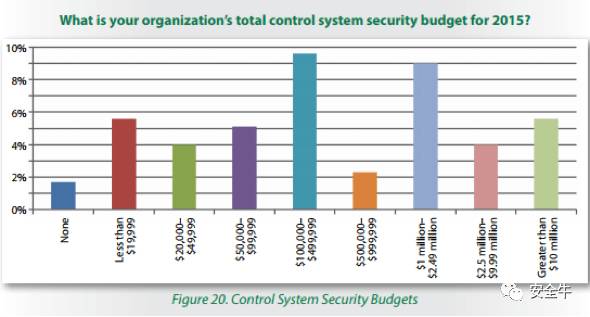 What is your organization's total control system security budget for 2015?
10%
8%
6%
4%
2%
0%
None
Less than
$19,999
$20,000–
$49,999
$50,000–
$99,999
$100,000–
$499,999
$500,000–
$999,999
$1 million–
$2.49 million
$2.5 million–
$9.99 million
Greater than
$10 million
Figure 20. Control System Security Budgets
安全牛